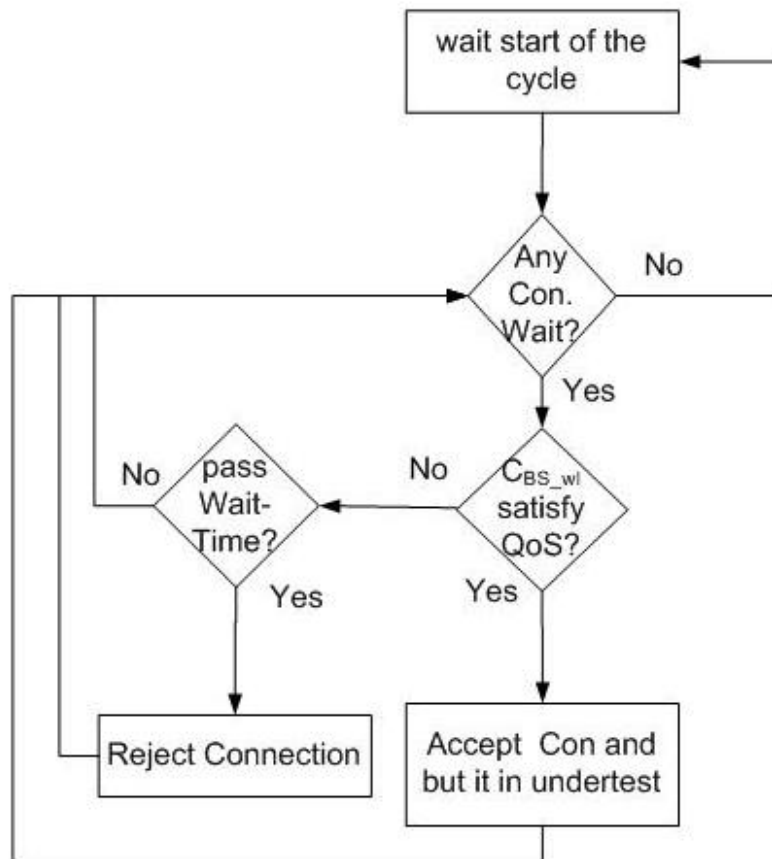 wait start of the
cycle
Any
Con.
Wait?
No
Yes
C_BS_wl
satisfy
QoS?
No
Yes
pass
Wait-
Time?
No
Yes
Reject Connection
Accept Con and
but it in undertest